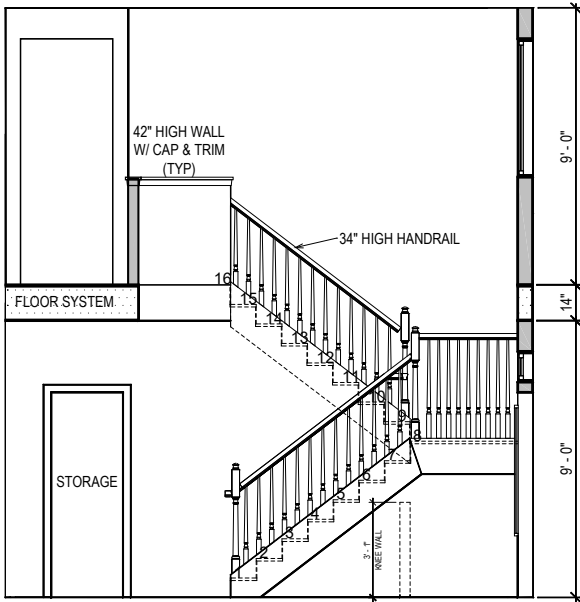 42" HIGH WALL
W/ CAP & TRIM
(TYP)
34" HIGH HANDRAIL
9' - 0"
16
15
14
13
12
11
10
9
8
7
6
5
4
3
2
FLOOR SYSTEM
14"
STORAGE
9' - 0"
3' - 1"
KNEE WALL